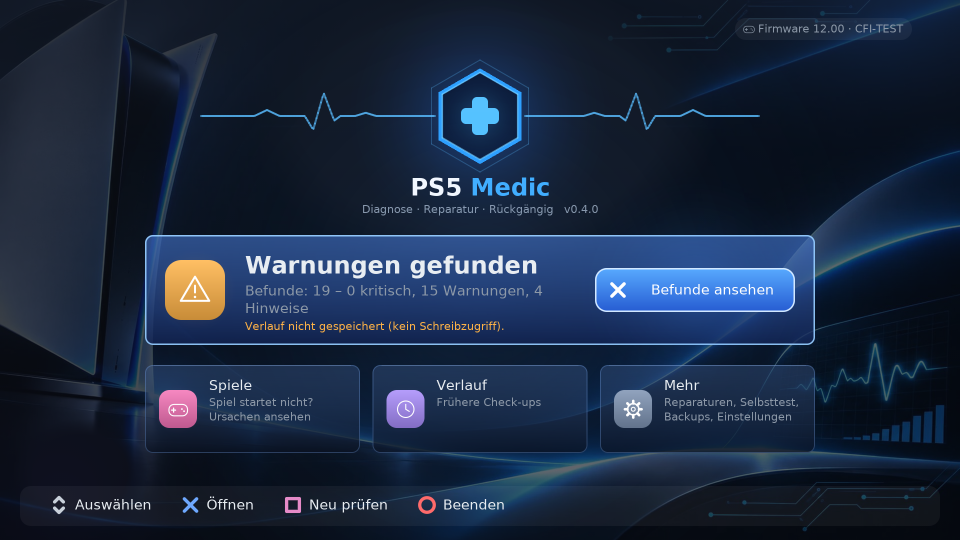 Firmware 12.00 · CFI-TEST
PS5 Medic
Diagnose · Reparatur · Rückgängig v0.4.0
Warnungen gefunden
Befunde: 19 – 0 kritisch, 15 Warnungen, 4
Hinweise
Verlauf nicht gespeichert (kein Schreibzugriff).
Befunde ansehen
Spiele
Spiel startet nicht?
Ursachen ansehen
Verlauf
Frühere Check-ups
Mehr
Reparaturen, Selbsttest,
Backups, Einstellungen
Auswählen
Öffnen
Neu prüfen
Beenden